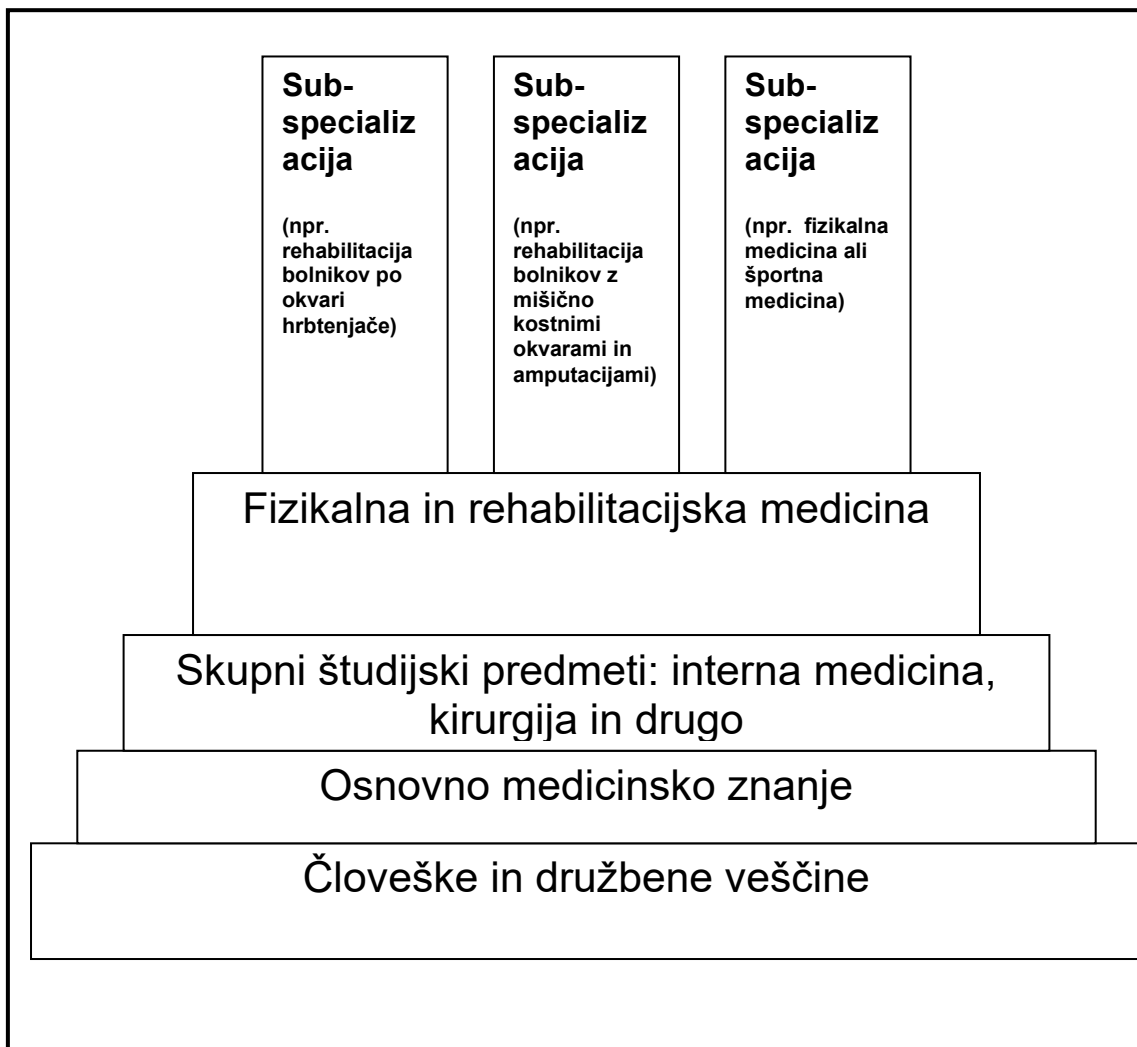 Sub-
specializ
acija
(npr.
rehabilitacija
bolnikov po
okvari
hrbtenjače)
Sub-
specializ
acija
(npr.
rehabilitacija
bolnikov z
mišično
kostnimi
okvarami in
amputacijami)
Sub-
specializ
acija
(npr. fizikalna
medicina ali
športna
medicina)
Fizikalna in rehabilitacijska medicina
Skupni študijski predmeti: interna medicina,
kirurgija in drugo
Osnovno medicinsko znanje
Človeške in družbene veščine